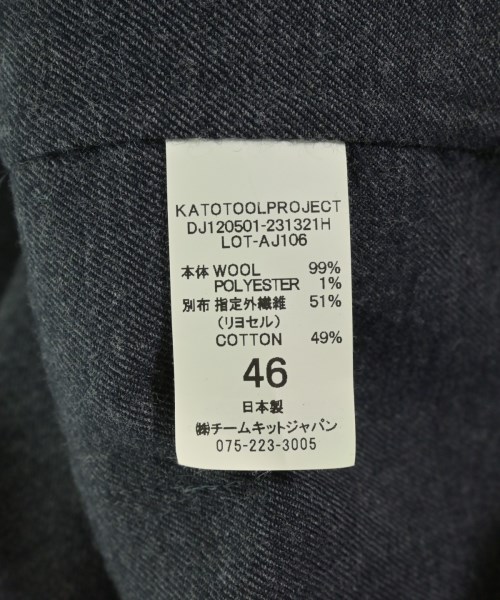 KATOTOOLPROJECT
DJ120501-231321H
LOT-AJ106
本体 WOOL 99%
POLYESTER 1%
別布 指定外繊維 51%
(リヨセル)
COTTON 49%
46
日本製
㈱チームキットジャパン
075-223-3005